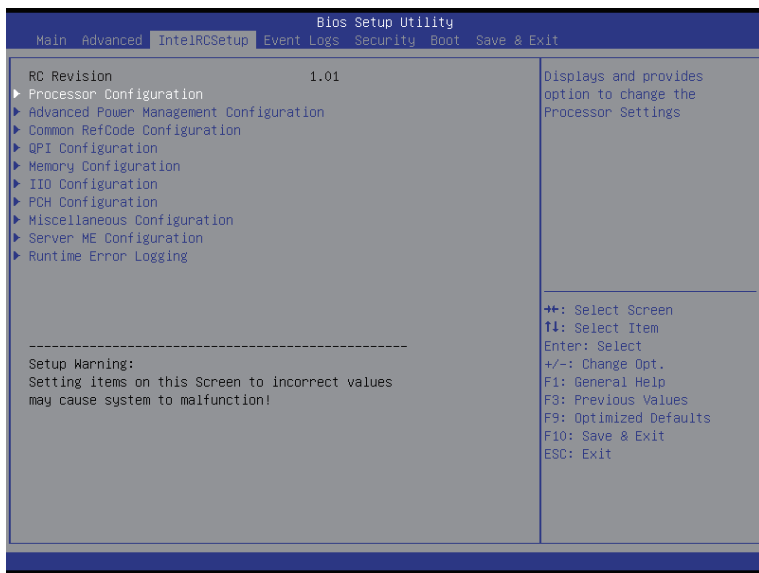 Bios Setup Utility
Main Advanced IntelRCSetup Event Logs Security Boot Save & Exit
RC Revision 1.01
Processor Configuration
Advanced Power Management Configuration
Common RefCode Configuration
QPI Configuration
Memory Configuration
IIO Configuration
PCH Configuration
Miscellaneous Configuration
Server ME Configuration
Runtime Error Logging
-------------------------------------------------
Setup Warning:
Setting items on this Screen to incorrect values
may cause system to malfunction!
Displays and provides
option to change the
Processor Settings
→←: Select Screen
↑↓: Select Item
Enter: Select
+/-: Change Opt.
F1: General Help
F3: Previous Values
F9: Optimized Defaults
F10: Save & Exit
ESC: Exit